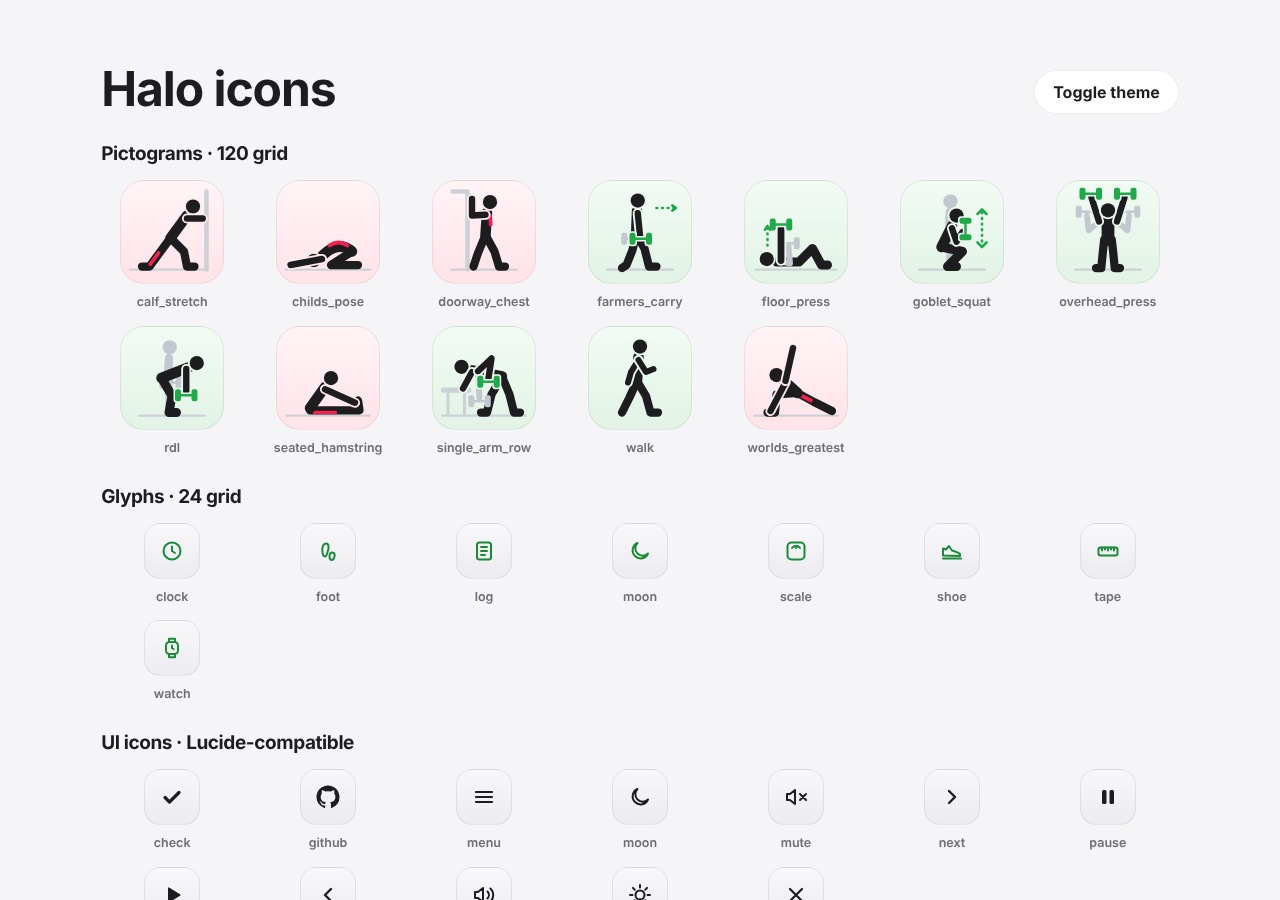 Halo icons
Toggle theme
Pictograms · 120 grid
calf_stretch
childs_pose
doorway_chest
farmers_carry
floor_press
goblet_squat
overhead_press
rdl
seated_hamstring
single_arm_row
walk
worlds_greatest
Glyphs · 24 grid
clock
foot
log
moon
scale
shoe
tape
watch
UI icons · Lucide-compatible
check
github
menu
moon
mute
next
pause